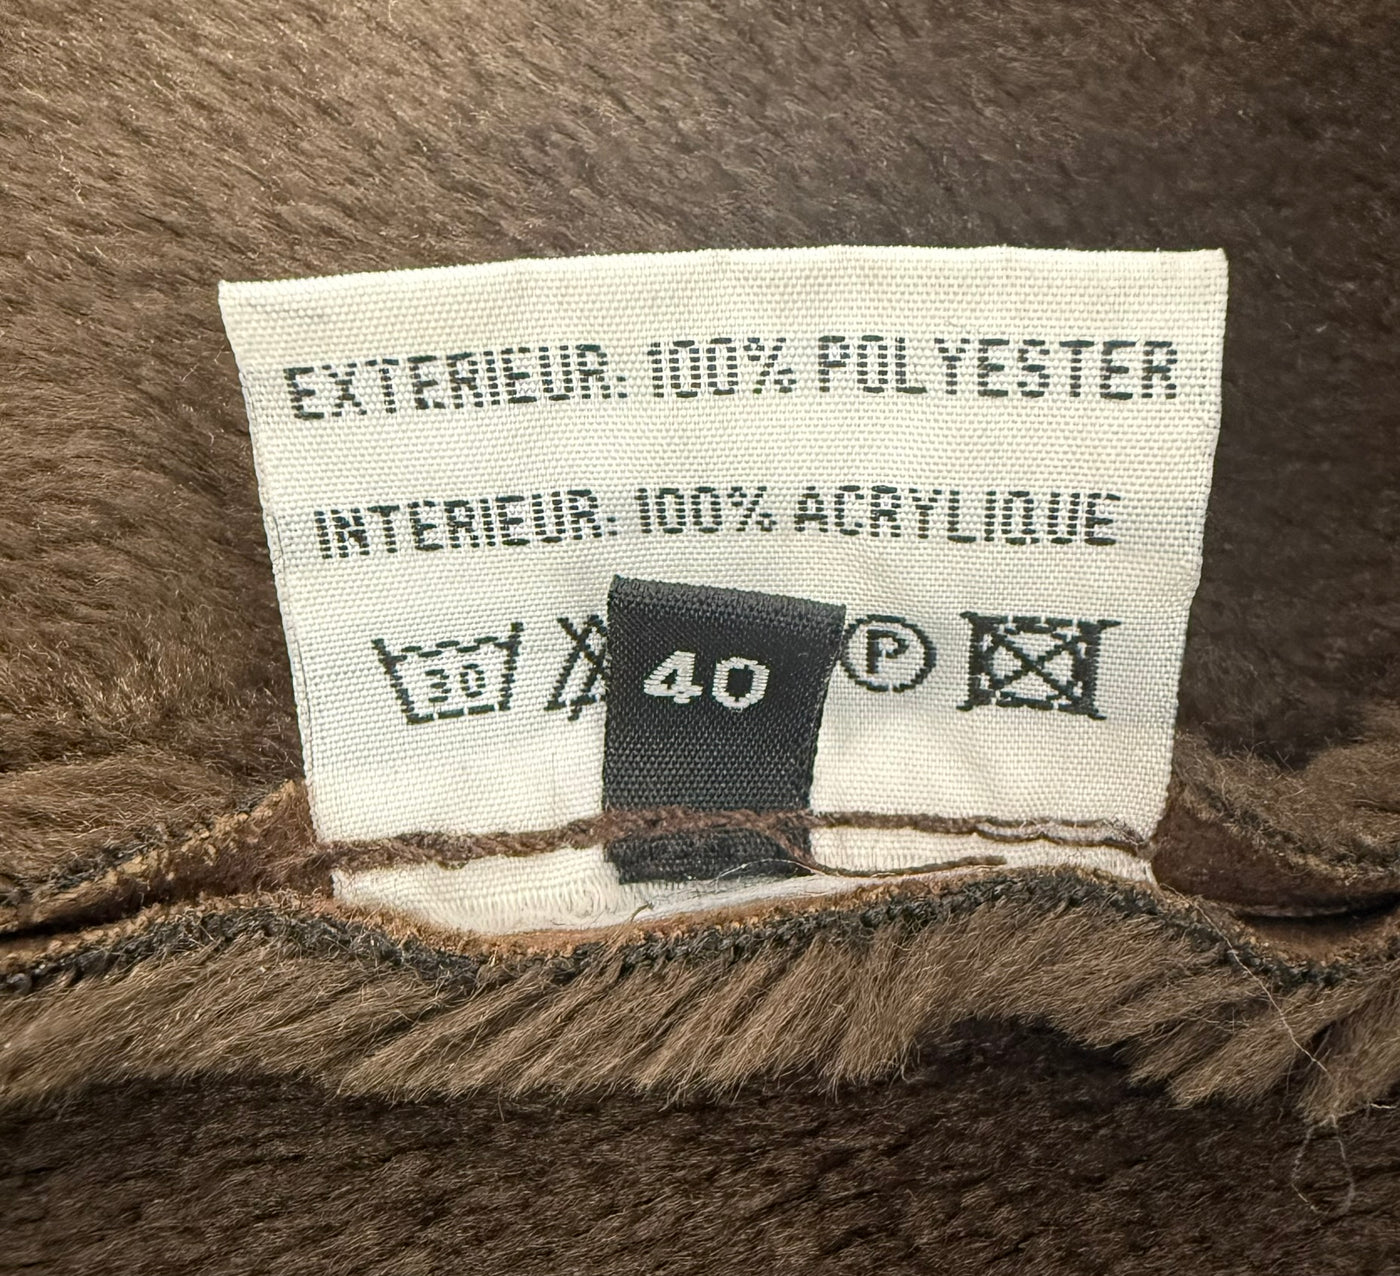 EXTERIEUR: 100% POLYESTER
INTERIEUR: 100% ACRYLIQUE
30
40
P